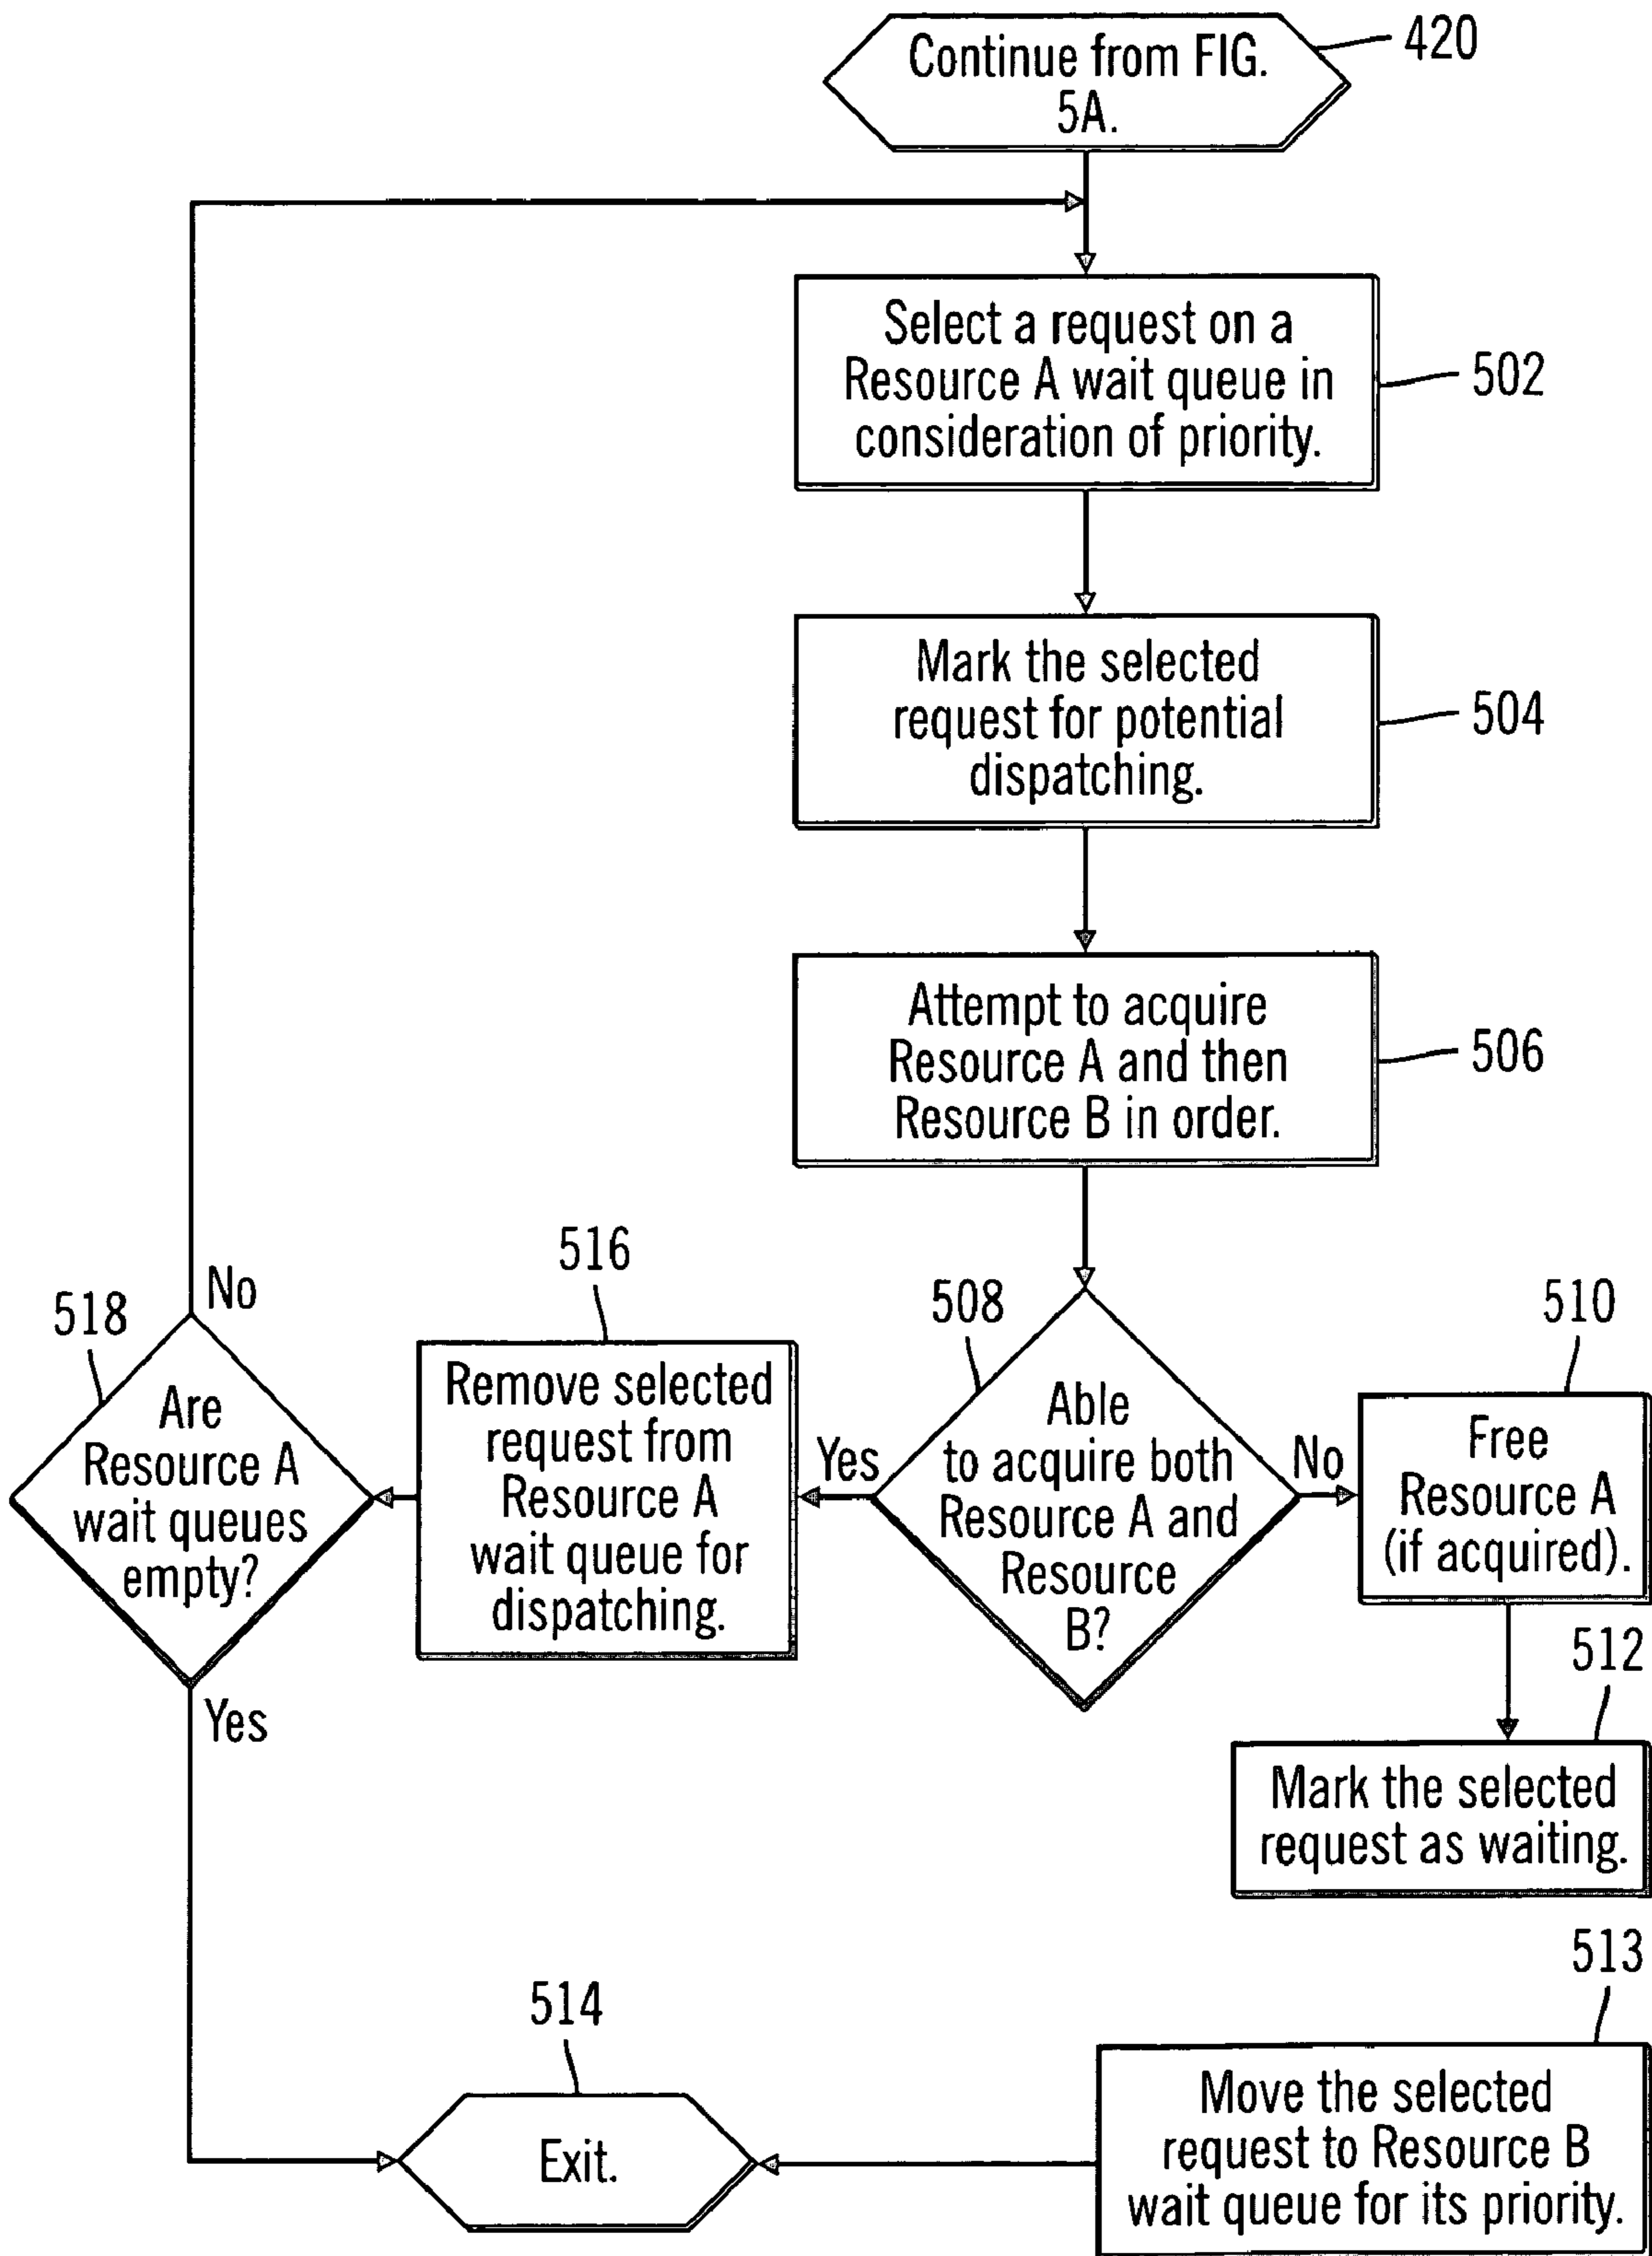 Continue from FIG.
5A.
420
Select a request on a
Resource A wait queue in
consideration of priority.
502
Mark the selected
request for potential
dispatching.
504
Attempt to acquire
Resource A and then
Resource B in order.
506
508
Able
to acquire both
Resource A and
Resource
B?
Yes
No
516
Remove selected
request from
Resource A
wait queue for
dispatching.
518
Are
Resource A
wait queues
empty?
No
Yes
510
Free
Resource A
(if acquired).
512
Mark the selected
request as waiting.
513
Move the selected
request to Resource B
wait queue for its priority.
514
Exit.